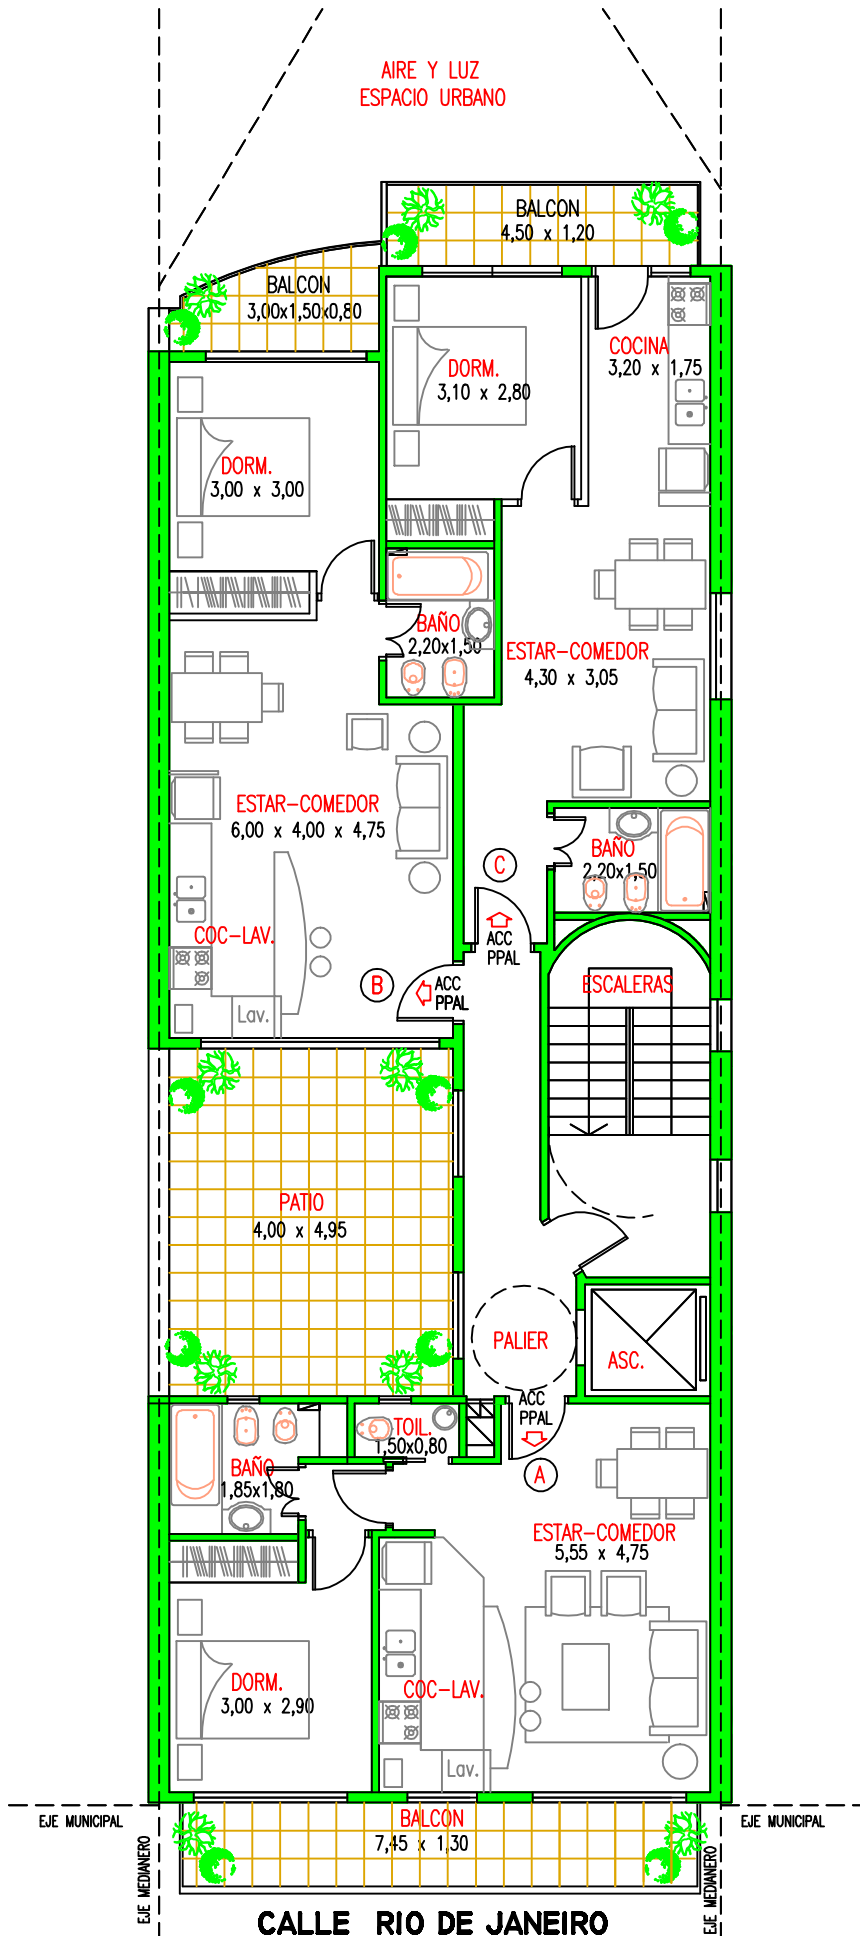 AIRE Y LUZ
ESPACIO URBANO
BALCON
4,50 x 1,20
BALCON
3,00x1,50x0,80
COCINA
3,20 x 1,75
DORM.
3,10 x 2,80
DORM.
3,00 x 3,00
BAÑO
2,20x1,50
ESTAR-COMEDOR
4,30 x 3,05
ESTAR-COMEDOR
6,00 x 4,00 x 4,75
BAÑO
2,20x1,50
C
COC-LAV.
ACC
PPAL
B
ACC
PPAL
ESCALERAS
Lav.
PATIO
4,00 x 4,95
PALIER
ASC.
ACC
PPAL
TOIL.
1,50x0,80
BAÑO
1,85x1,80
A
ESTAR-COMEDOR
5,55 x 4,75
DORM.
3,00 x 2,90
COC-LAV.
Lav.
EJE MUNICIPAL
BALCON
7,45 x 1,30
EJE MUNICIPAL
EJE MEDIANERO
EJE MEDIANERO
CALLE RIO DE JANEIRO